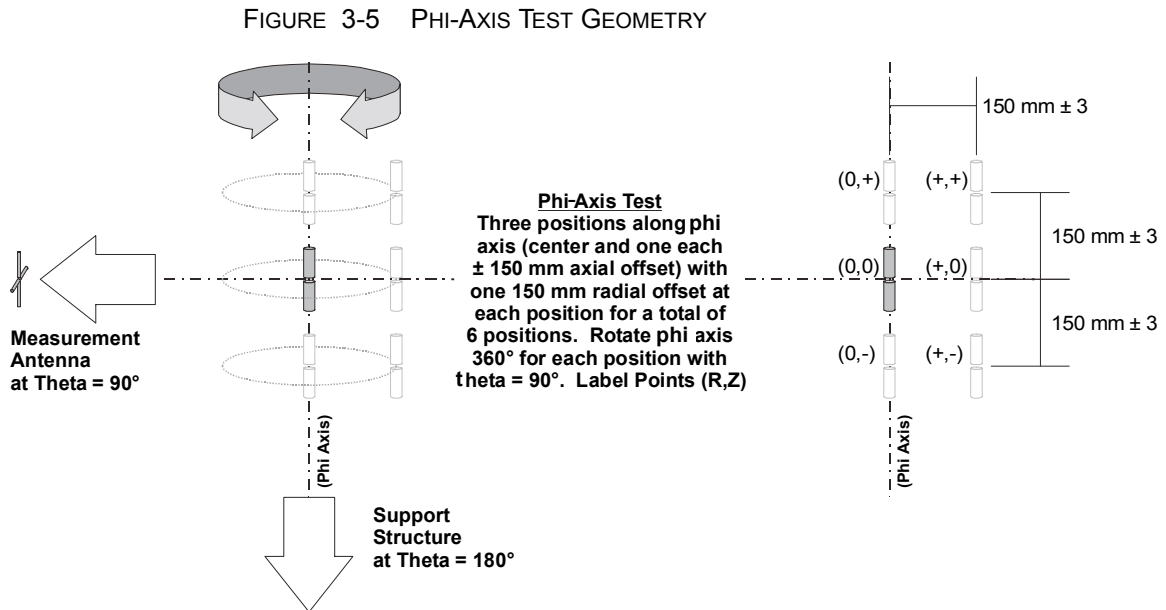 FIGURE 3-5 PHI-AXIS TEST GEOMETRY
150 mm ± 3
(0,+)
(+,+)
Phi-Axis Test
Three positions along phi
axis (center and one each
± 150 mm axial offset) with
one 150 mm radial offset at
each position for a total of
6 positions. Rotate phi axis
360° for each position with
theta = 90°. Label Points (R,Z)
150 mm ± 3
(0,0)
(+,0)
150 mm ± 3
Measurement
Antenna
at Theta = 90°
(0,-)
(+,-)
(Phi Axis)
(Phi Axis)
Support
Structure
at Theta = 180°